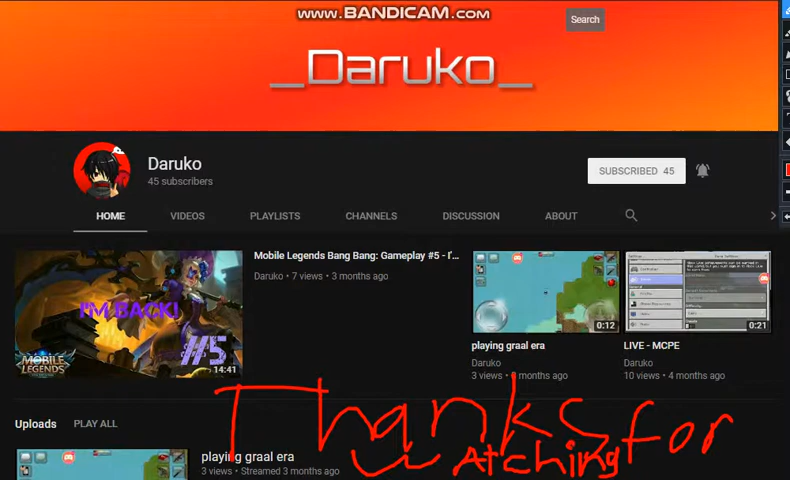 www.BANDICAM.com
Search
_Daruko_
Daruko
45 subscribers
SUBSCRIBED 45
HOME VIDEOS PLAYLISTS CHANNELS DISCUSSION ABOUT
I'M BACK!
#5
MOBILE LEGENDS
14:41
Mobile Legends Bang Bang: Gameplay #5 - I'...
Daruko • 7 views • 3 months ago
0:12
playing graal era
Daruko
3 views • months ago
0:21
LIVE - MCPE
Daruko
10 views • 4 months ago
Uploads PLAY ALL
playing graal era
3 views • Streamed 3 months ago
Thanks for
watching